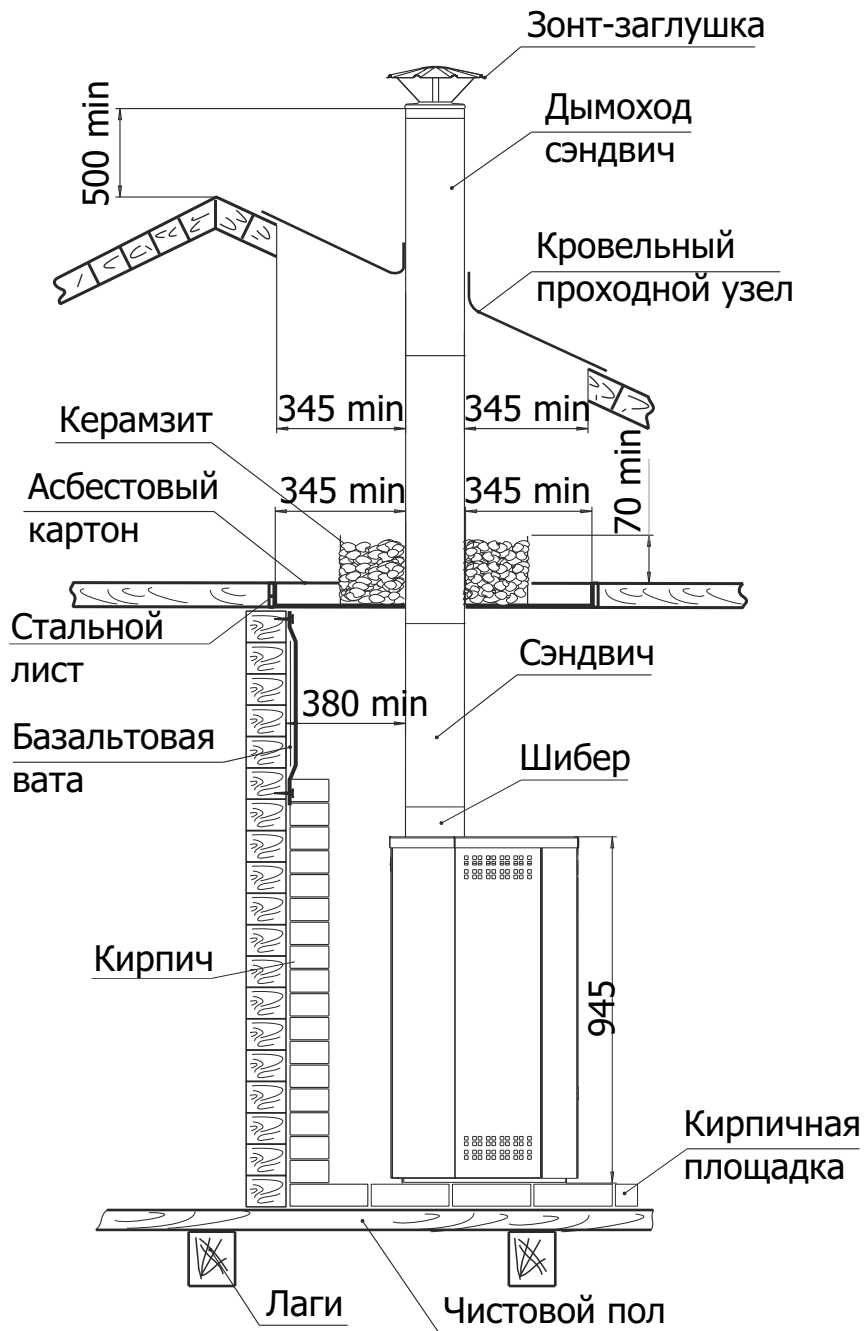 Зонт-заглушка
500 min
Дымоход
сэндвич
Кровельный
проходной узел
345 min
345 min
Керамзит
70 min
Асбестовый
картон
345 min
345 min
Стальной
лист
Сэндвич
380 min
Базальтовая
вата
Шибер
Кирпич
945
Кирпичная
площадка
Лаги
Чистовой пол